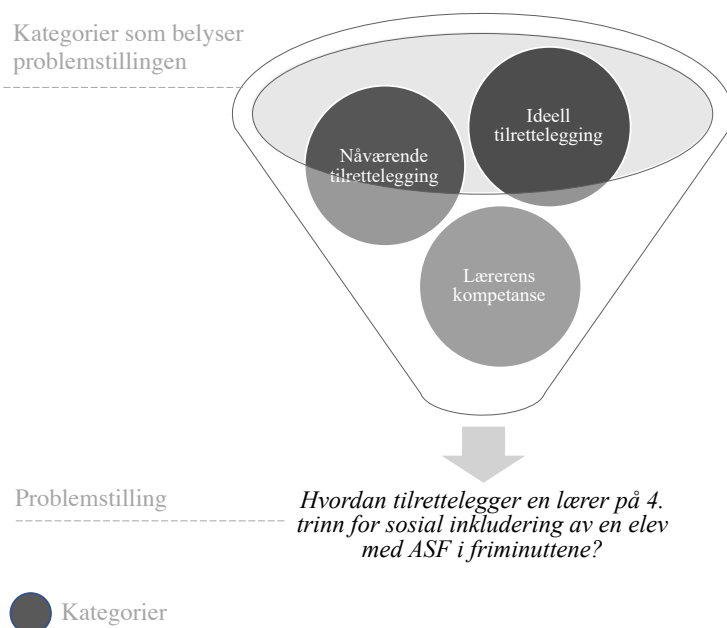 Kategorier som belyser
problemstillingen
Ideell
tilrettelegging
Nåværende
tilrettelegging
Lærerens
kompetanse
Problemstilling
Hvordan tilrettelegger en lærer på 4.
trinn for sosial inkludering av en elev
med ASF i friminuttene?
Kategorier